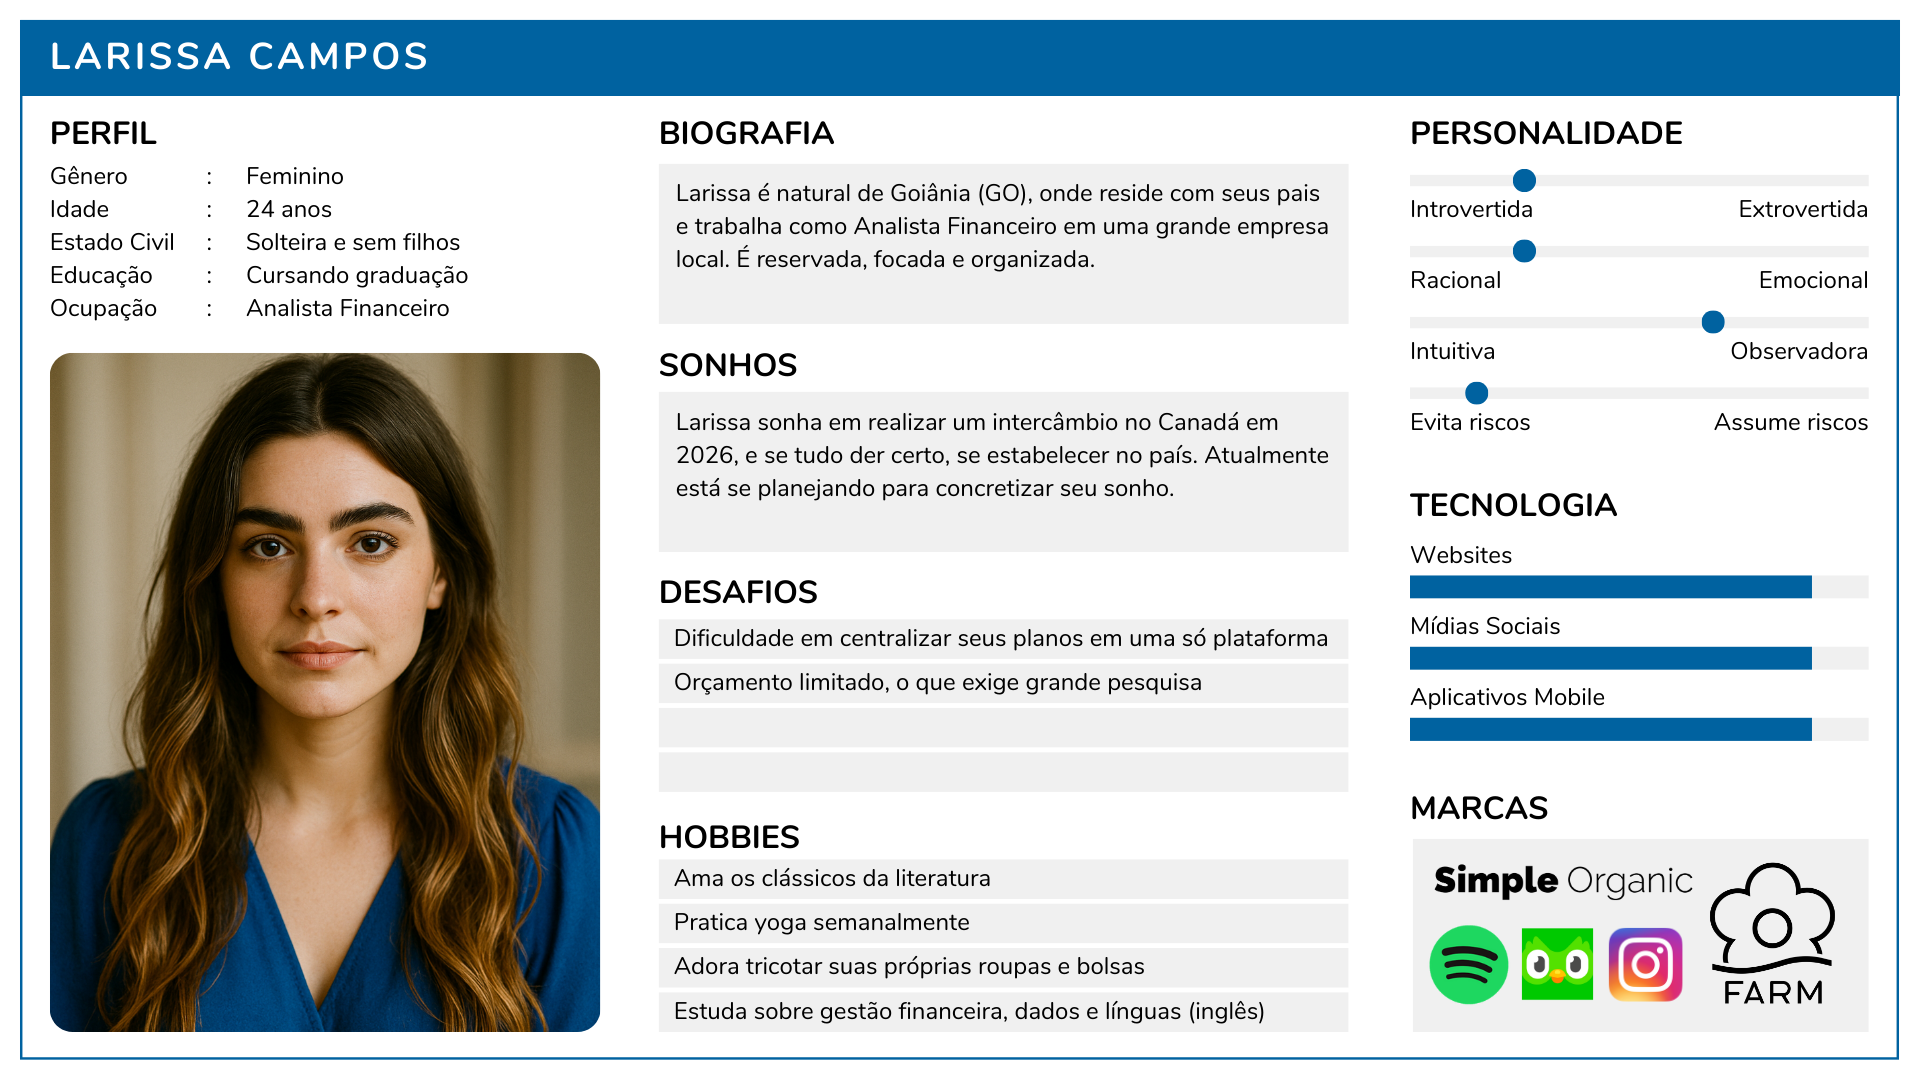 LARISSA CAMPOS
PERFIL
Gênero : Feminino
Idade : 24 anos
Estado Civil : Solteira e sem filhos
Educação : Cursando graduação
Ocupação : Analista Financeiro
BIOGRAFIA
Larissa é natural de Goiânia (GO), onde reside com seus pais
e trabalha como Analista Financeiro em uma grande empresa
local. É reservada, focada e organizada.
SONHOS
Larissa sonha em realizar um intercâmbio no Canadá em
2026, e se tudo der certo, se estabelecer no país. Atualmente
está se planejando para concretizar seu sonho.
DESAFIOS
Dificuldade em centralizar seus planos em uma só plataforma
Orçamento limitado, o que exige grande pesquisa
HOBBIES
Ama os clássicos da literatura
Pratica yoga semanalmente
Adora tricotar suas próprias roupas e bolsas
Estuda sobre gestão financeira, dados e línguas (inglês)
PERSONALIDADE
Introvertida Extrovertida
Racional Emocional
Intuitiva Observadora
Evita riscos Assume riscos
TECNOLOGIA
Websites
Mídias Sociais
Aplicativos Mobile
MARCAS
Simple Organic
FARM